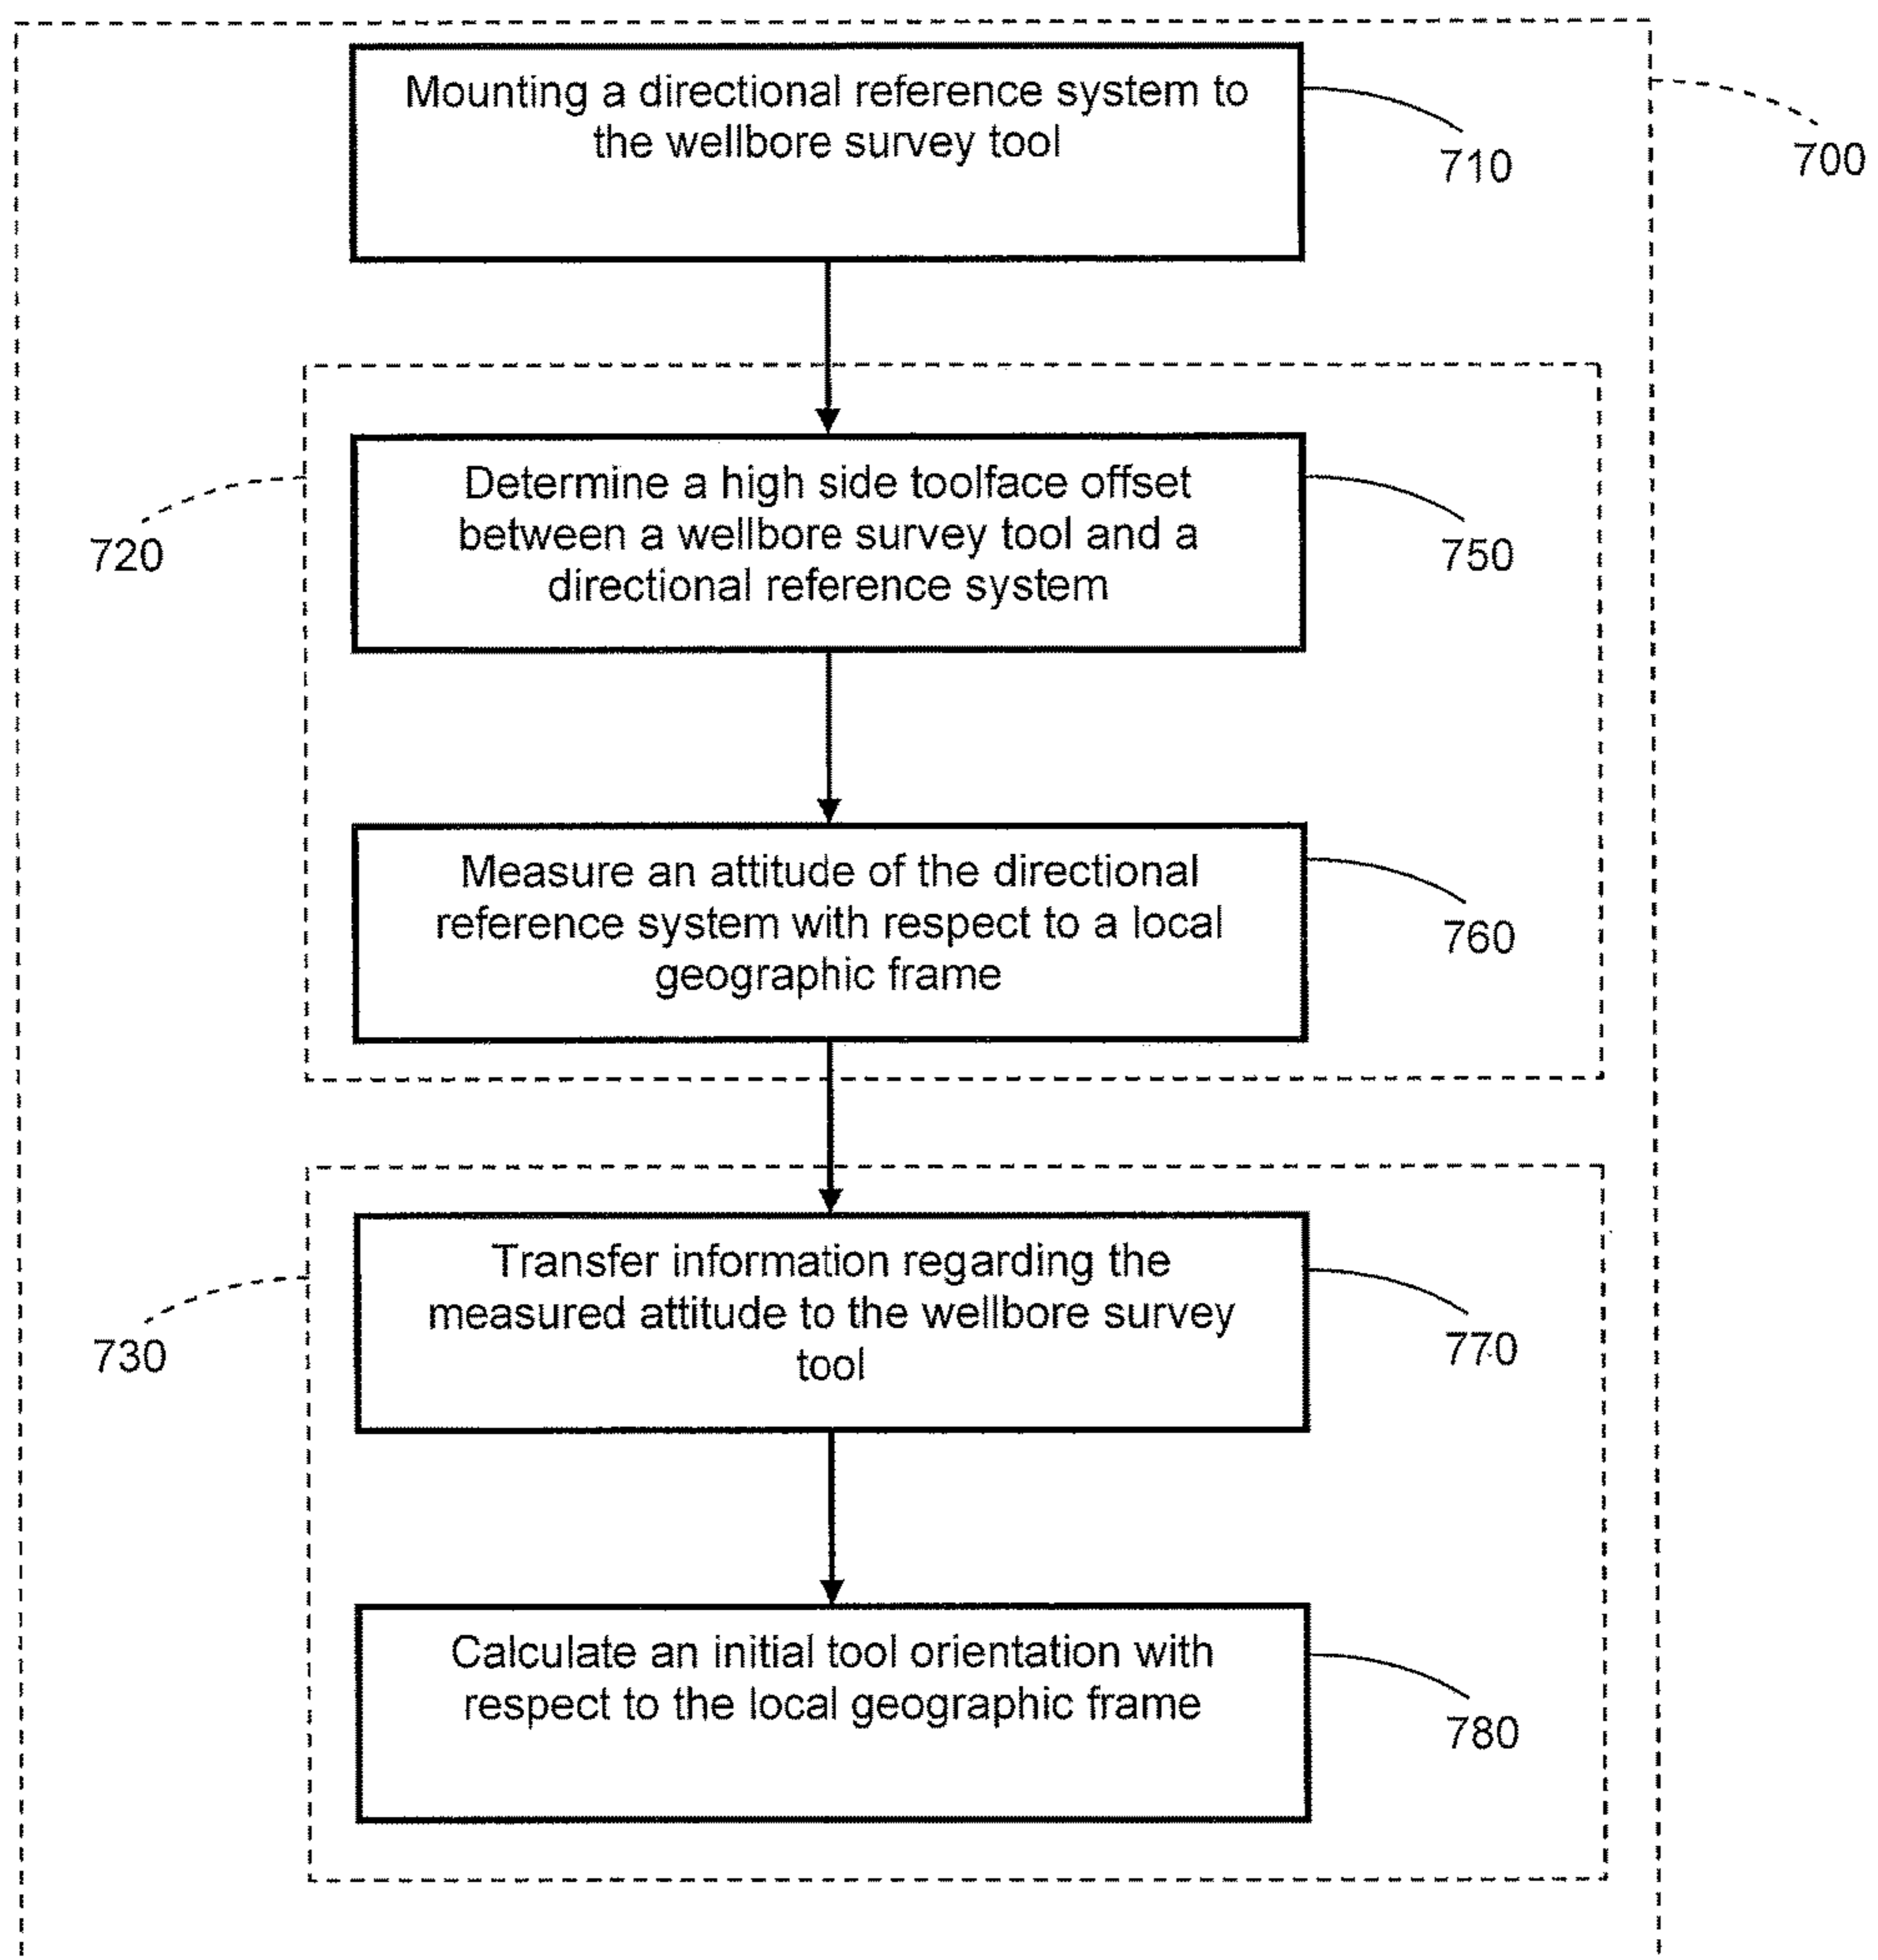 Mounting a directional reference system to
the wellbore survey tool
710
700
Determine a high side toolface offset
between a wellbore survey tool and a
directional reference system
720
750
Measure an attitude of the directional
reference system with respect to a local
geographic frame
760
Transfer information regarding the
measured attitude to the wellbore survey
tool
730
770
Calculate an initial tool orientation with
respect to the local geographic frame
780